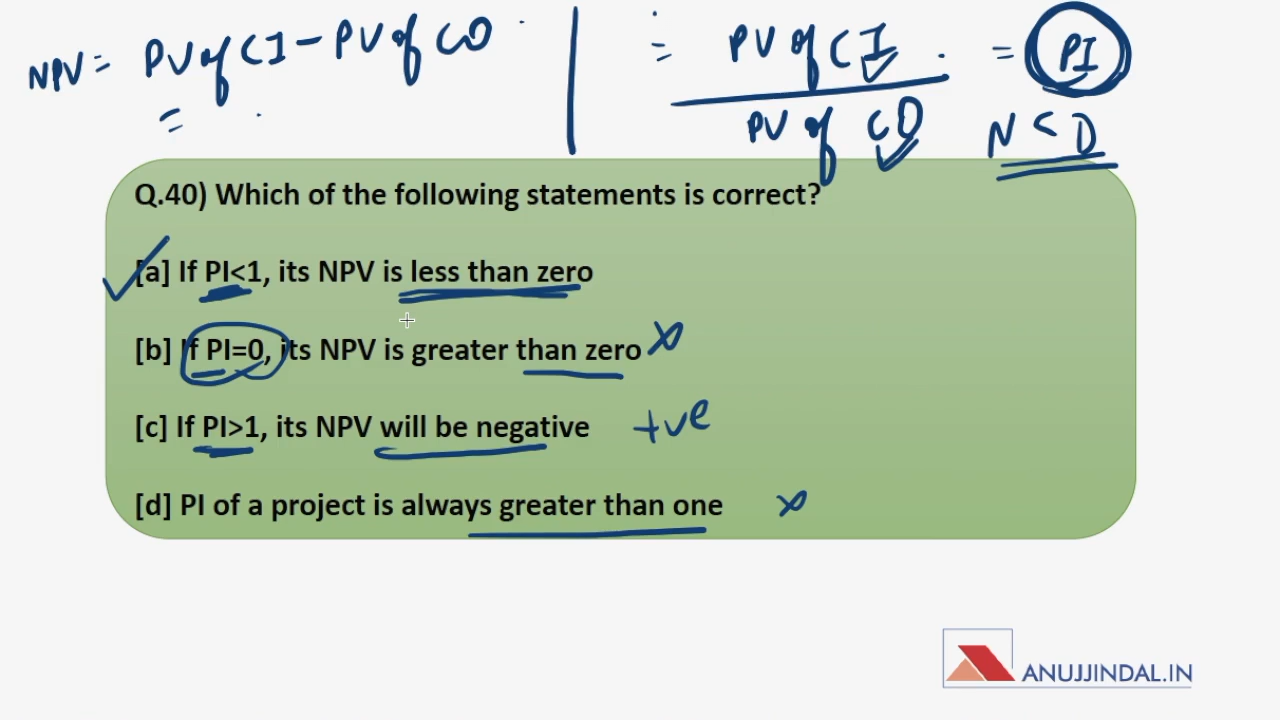 NPV = PV of CI - PV of CO
= PV of CI = PI
PV of CO N < D
=
Q.40) Which of the following statements is correct?
[a] If PI<1, its NPV is less than zero
[b] If PI=0, its NPV is greater than zero x
[c] If PI>1, its NPV will be negative +ve
[d] PI of a project is always greater than one x
ANUJJINDAL.IN